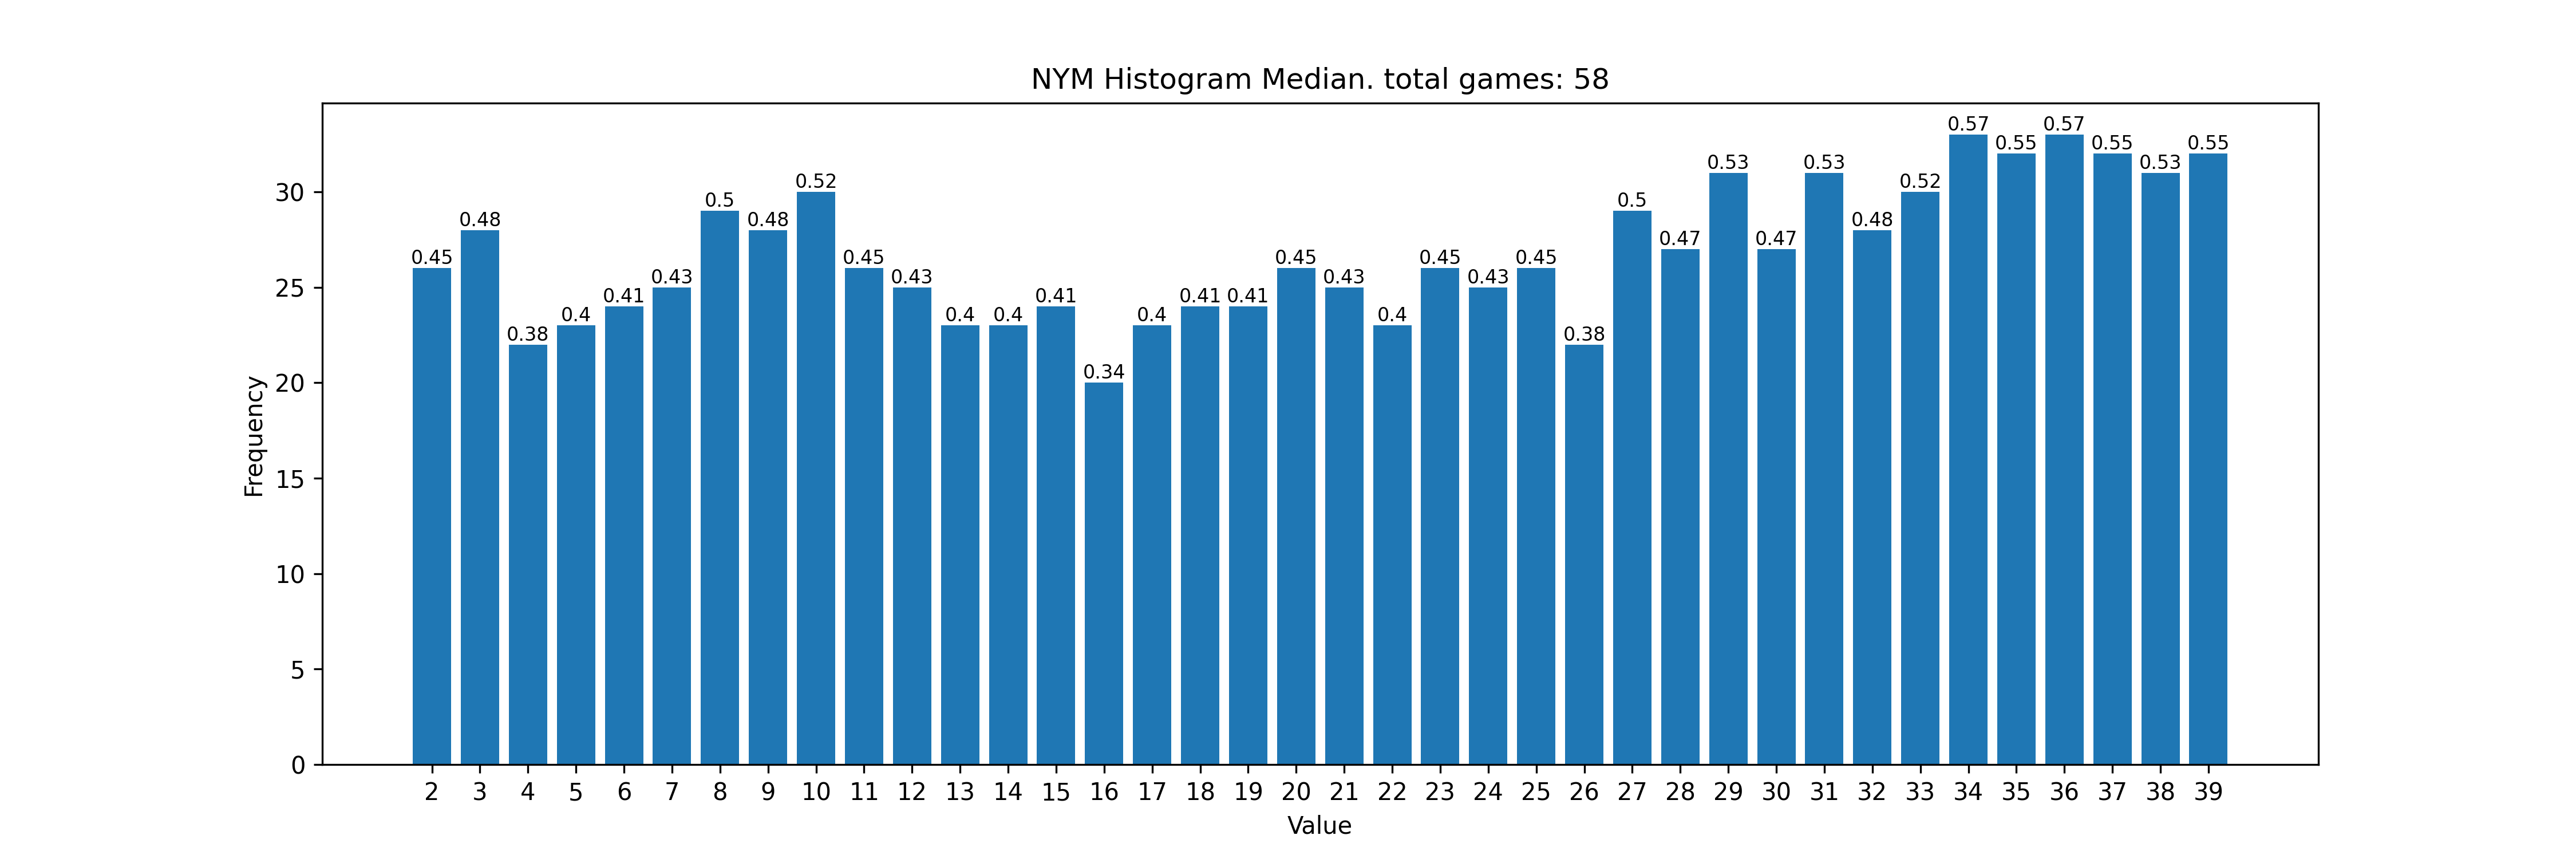 NYM Histogram Median. total games: 58
Frequency
30
25
20
15
10
5
0
0.45 0.48 0.38 0.4 0.41 0.43 0.5 0.48 0.52 0.45 0.43 0.4 0.4 0.41 0.34 0.4 0.41 0.41 0.45 0.43 0.4 0.45 0.43 0.45 0.38 0.5 0.47 0.53 0.47 0.53 0.48 0.52 0.57 0.55 0.57 0.55 0.53 0.55
2 3 4 5 6 7 8 9 10 11 12 13 14 15 16 17 18 19 20 21 22 23 24 25 26 27 28 29 30 31 32 33 34 35 36 37 38 39
Value